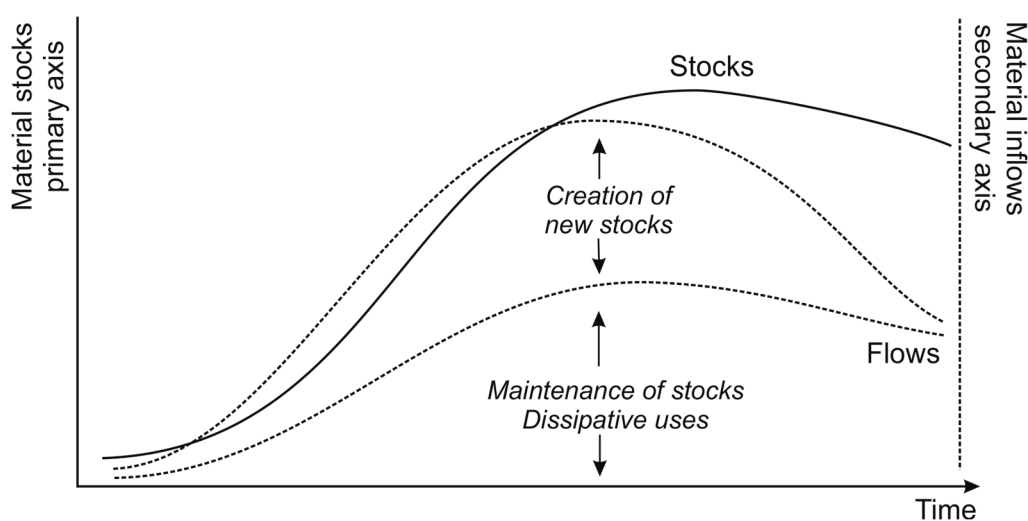 Material stocks
primary axis
Stocks
Creation of
new stocks
Flows
Maintenance of stocks
Dissipative uses
Material inflows
secondary axis
Time